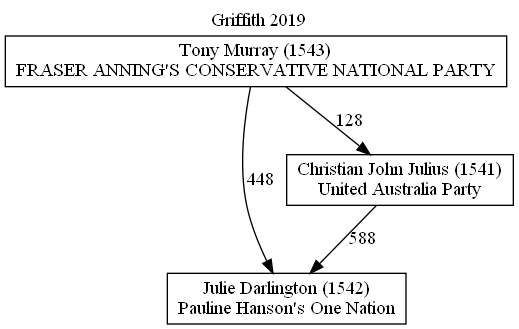 Griffith 2019
Tony Murray (1543)
FRASER ANNING'S CONSERVATIVE NATIONAL PARTY
128
Christian John Julius (1541)
United Australia Party
448
588
Julie Darlington (1542)
Pauline Hanson's One Nation